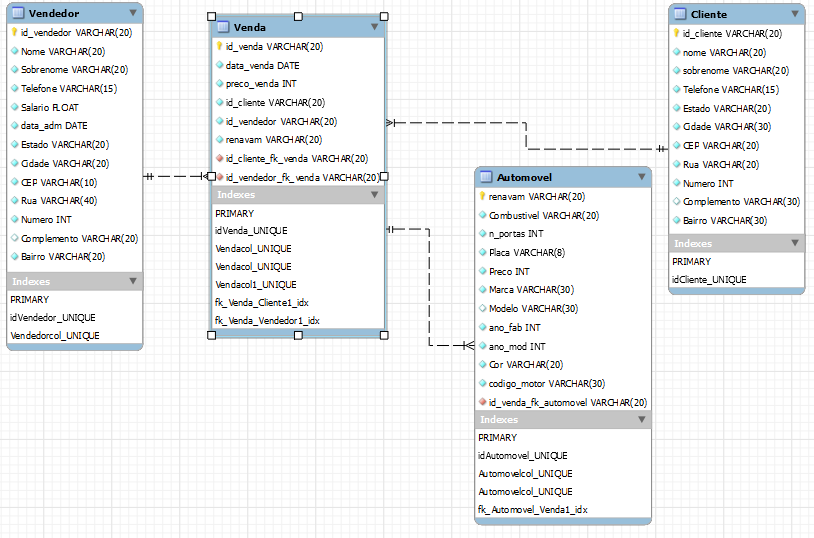 Vendedor
id_vendedor VARCHAR(20)
Nome VARCHAR(20)
Sobrenome VARCHAR(20)
Telefone VARCHAR(15)
Salario FLOAT
data_adm DATE
Estado VARCHAR(20)
Cidade VARCHAR(20)
CEP VARCHAR(10)
Rua VARCHAR(40)
Numero INT
Complemento VARCHAR(20)
Bairro VARCHAR(20)
Indexes
PRIMARY
idVendedor_UNIQUE
Vendedorcol_UNIQUE
Venda
id_venda VARCHAR(20)
data_venda DATE
preco_venda INT
id_cliente VARCHAR(20)
id_vendedor VARCHAR(20)
renavam VARCHAR(20)
id_cliente_fk_venda VARCHAR(20)
id_vendedor_fk_venda VARCHAR(20)
Indexes
PRIMARY
idVenda_UNIQUE
Vendacol_UNIQUE
Vendacol_UNIQUE
Vendacol1_UNIQUE
fk_Venda_Cliente1_idx
fk_Venda_Vendedor1_idx
Automovel
renavam VARCHAR(20)
Combustivel VARCHAR(20)
n_portas INT
Placa VARCHAR(8)
Preco INT
Marca VARCHAR(30)
Modelo VARCHAR(30)
ano_fab INT
ano_mod INT
Cor VARCHAR(20)
codigo_motor VARCHAR(30)
id_venda_fk_automovel VARCHAR(20)
Indexes
PRIMARY
idAutomovel_UNIQUE
Automovelcol_UNIQUE
Automovelcol_UNIQUE
fk_Automovel_Venda1_idx
Cliente
id_cliente VARCHAR(20)
nome VARCHAR(20)
sobrenome VARCHAR(20)
Telefone VARCHAR(15)
Estado VARCHAR(20)
Cidade VARCHAR(30)
CEP VARCHAR(20)
Rua VARCHAR(20)
Numero INT
Complemento VARCHAR(30)
Bairro VARCHAR(30)
Indexes
PRIMARY
idCliente_UNIQUE